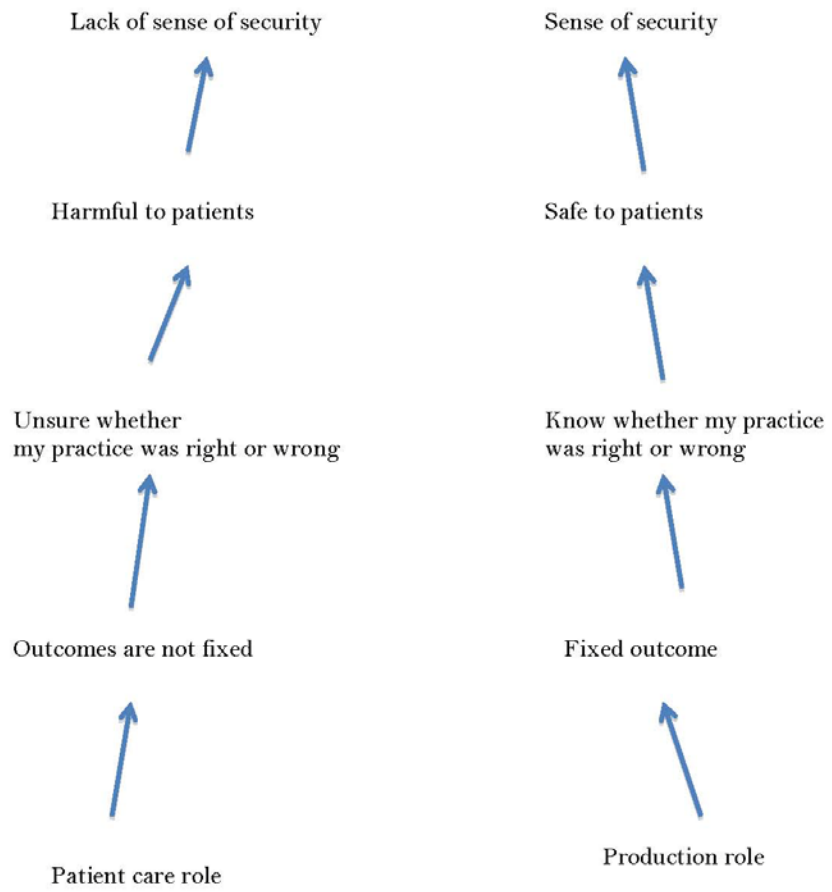 Lack of sense of security
Sense of security
Harmful to patients
Safe to patients
Unsure whether
my practice was right or wrong
Know whether my practice
was right or wrong
Outcomes are not fixed
Fixed outcome
Patient care role
Production role